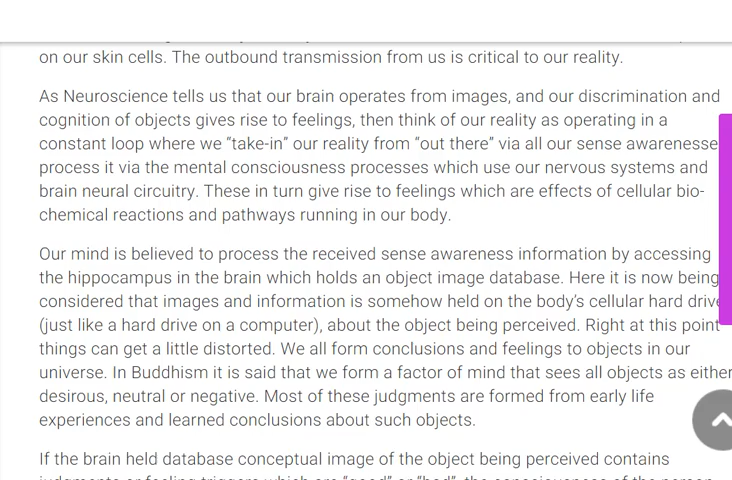 on our skin cells. The outbound transmission from us is critical to our reality.
As Neuroscience tells us that our brain operates from images, and our discrimination and
cognition of objects gives rise to feelings, then think of our reality as operating in a
constant loop where we “take-in” our reality from “out there” via all our sense awarenesse
process it via the mental consciousness processes which use our nervous systems and
brain neural circuitry. These in turn give rise to feelings which are effects of cellular bio-
chemical reactions and pathways running in our body.
Our mind is believed to process the received sense awareness information by accessing
the hippocampus in the brain which holds an object image database. Here it is now being
considered that images and information is somehow held on the body’s cellular hard drive
(just like a hard drive on a computer), about the object being perceived. Right at this point
things can get a little distorted. We all form conclusions and feelings to objects in our
universe. In Buddhism it is said that we form a factor of mind that sees all objects as either
desirous, neutral or negative. Most of these judgments are formed from early life
experiences and learned conclusions about such objects.
If the brain held database conceptual image of the object being perceived contains